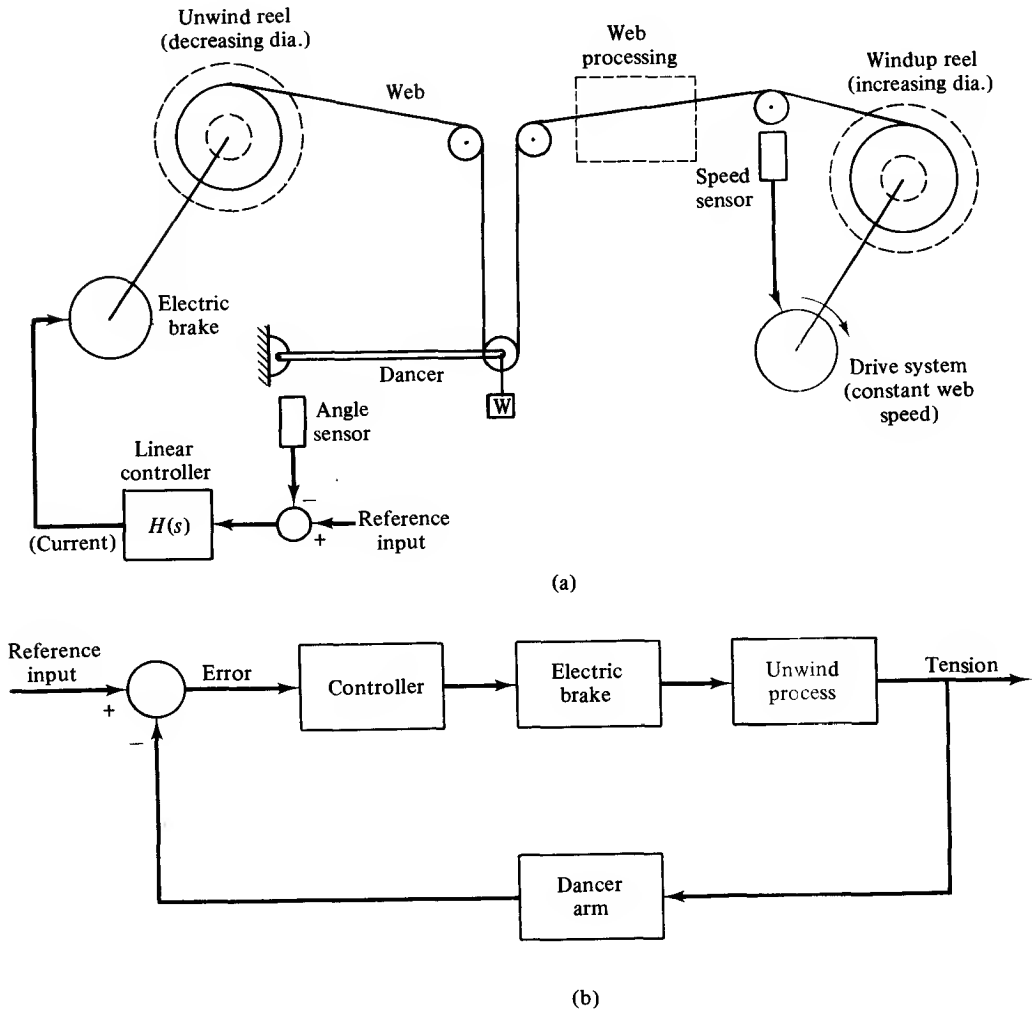 Unwind reel
(decreasing dia.)
Web
processing
Windup reel
(increasing dia.)
Web
Speed
sensor
Electric
brake
Dancer
W
Drive system
(constant web
speed)
Angle
sensor
Linear
controller
H(s)
(Current)
−
+
Reference
input
(a)
Reference
input
+
−
Error
Controller
Electric
brake
Unwind
process
Tension
Dancer
arm
(b)